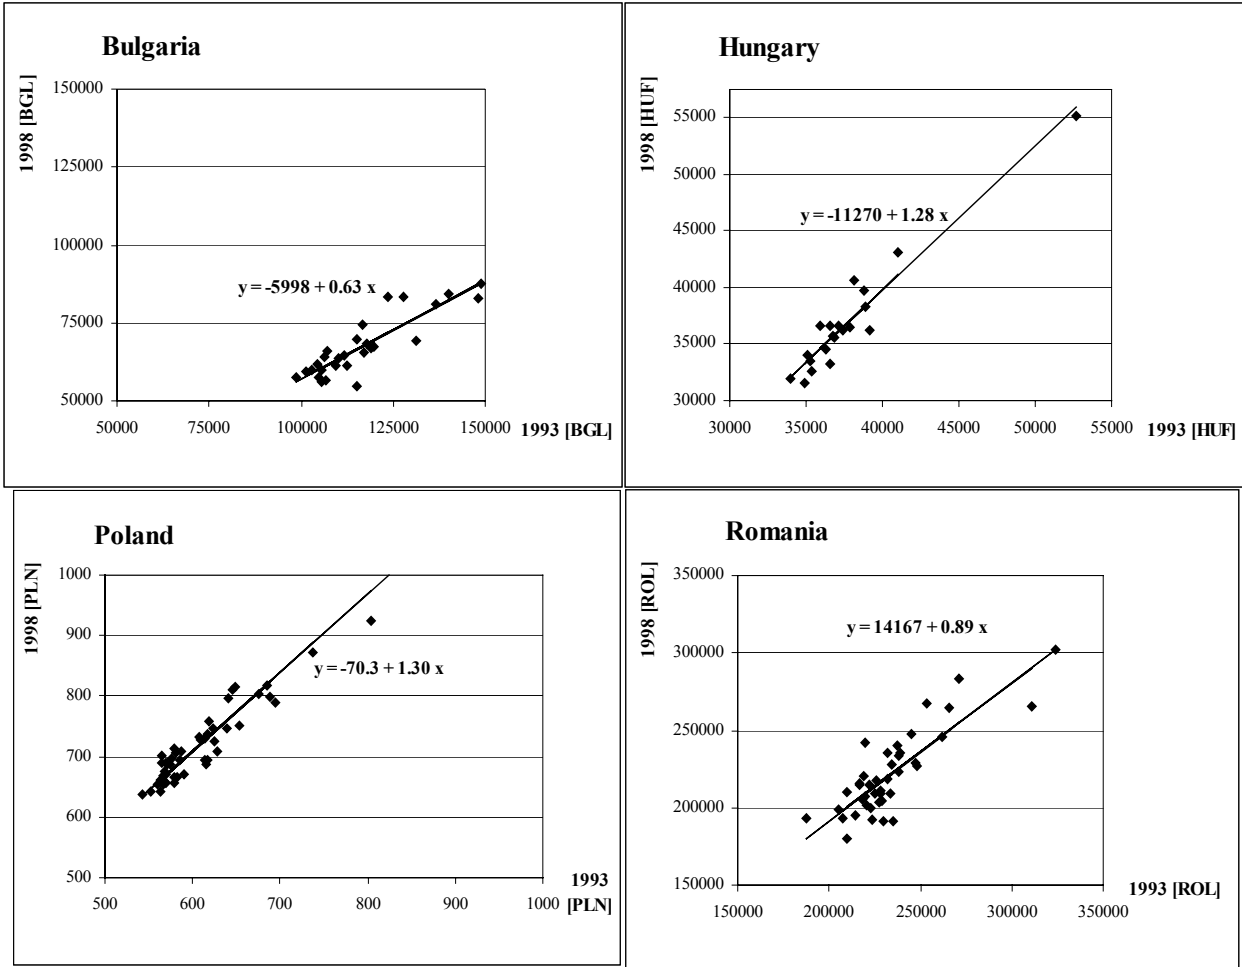 Bulgaria
1998 [BGL]
150000
125000
100000
75000
50000
y = -5998 + 0.63 x
50000 75000 100000 125000 150000 1993 [BGL]
Hungary
1998 [HUF]
55000
50000
45000
40000
35000
30000
y = -11270 + 1.28 x
30000 35000 40000 45000 50000 55000 1993 [HUF]
Poland
1998 [PLN]
1000
900
800
700
600
500
y = -70.3 + 1.30 x
500 600 700 800 900 1000
1993
[PLN]
Romania
1998 [ROL]
350000
300000
250000
200000
150000
y = 14167 + 0.89 x
150000 200000 250000 300000 350000
1993 [ROL]